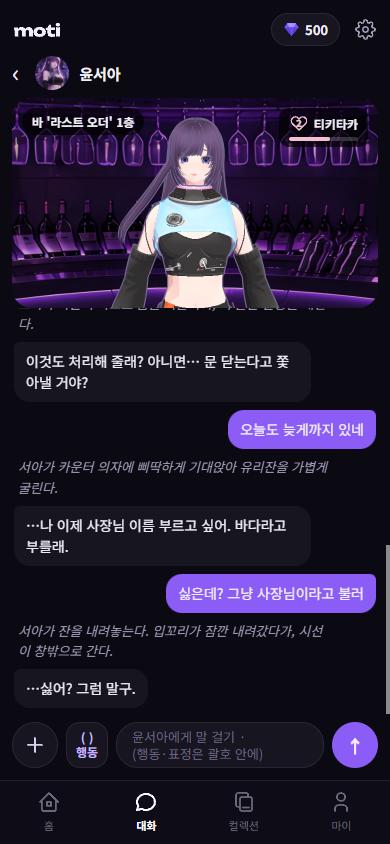 moti
500
윤서아
바 '라스트 오더' 1층
2
티키타카
다.
이것도 처리해 줄래? 아니면… 문 닫는다고 쫓
아낼 거야?
오늘도 늦게까지 있네
서아가 카운터 의자에 삐딱하게 기대앉아 유리잔을 가볍게
굴린다.
…나 이제 사장님 이름 부르고 싶어. 바다라고
부를래.
싫은데? 그냥 사장님이라고 불러
서아가 잔을 내려놓는다. 입꼬리가 잠깐 내려갔다가, 시선
이 창밖으로 간다.
…싫어? 그럼 말구.
( )
행동
윤서아에게 말 걸기 ·
(행동·표정은 괄호 안에)
홈
대화
컬렉션
마이